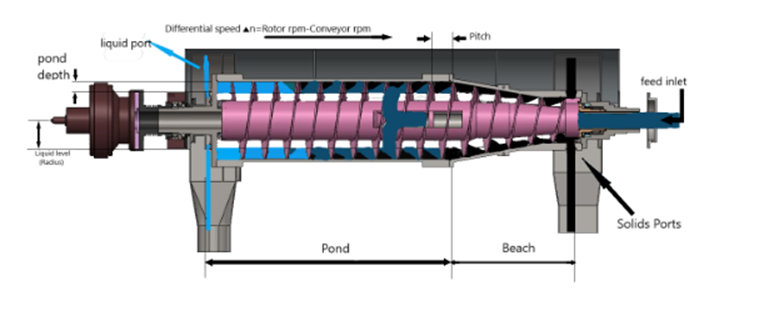 Differential speed ▲n=Rotor rpm-Conveyor rpm
Pitch
liquid port
pond
depth
feed inlet
Liquid level
(Radius)
Solids Ports
Pond
Beach